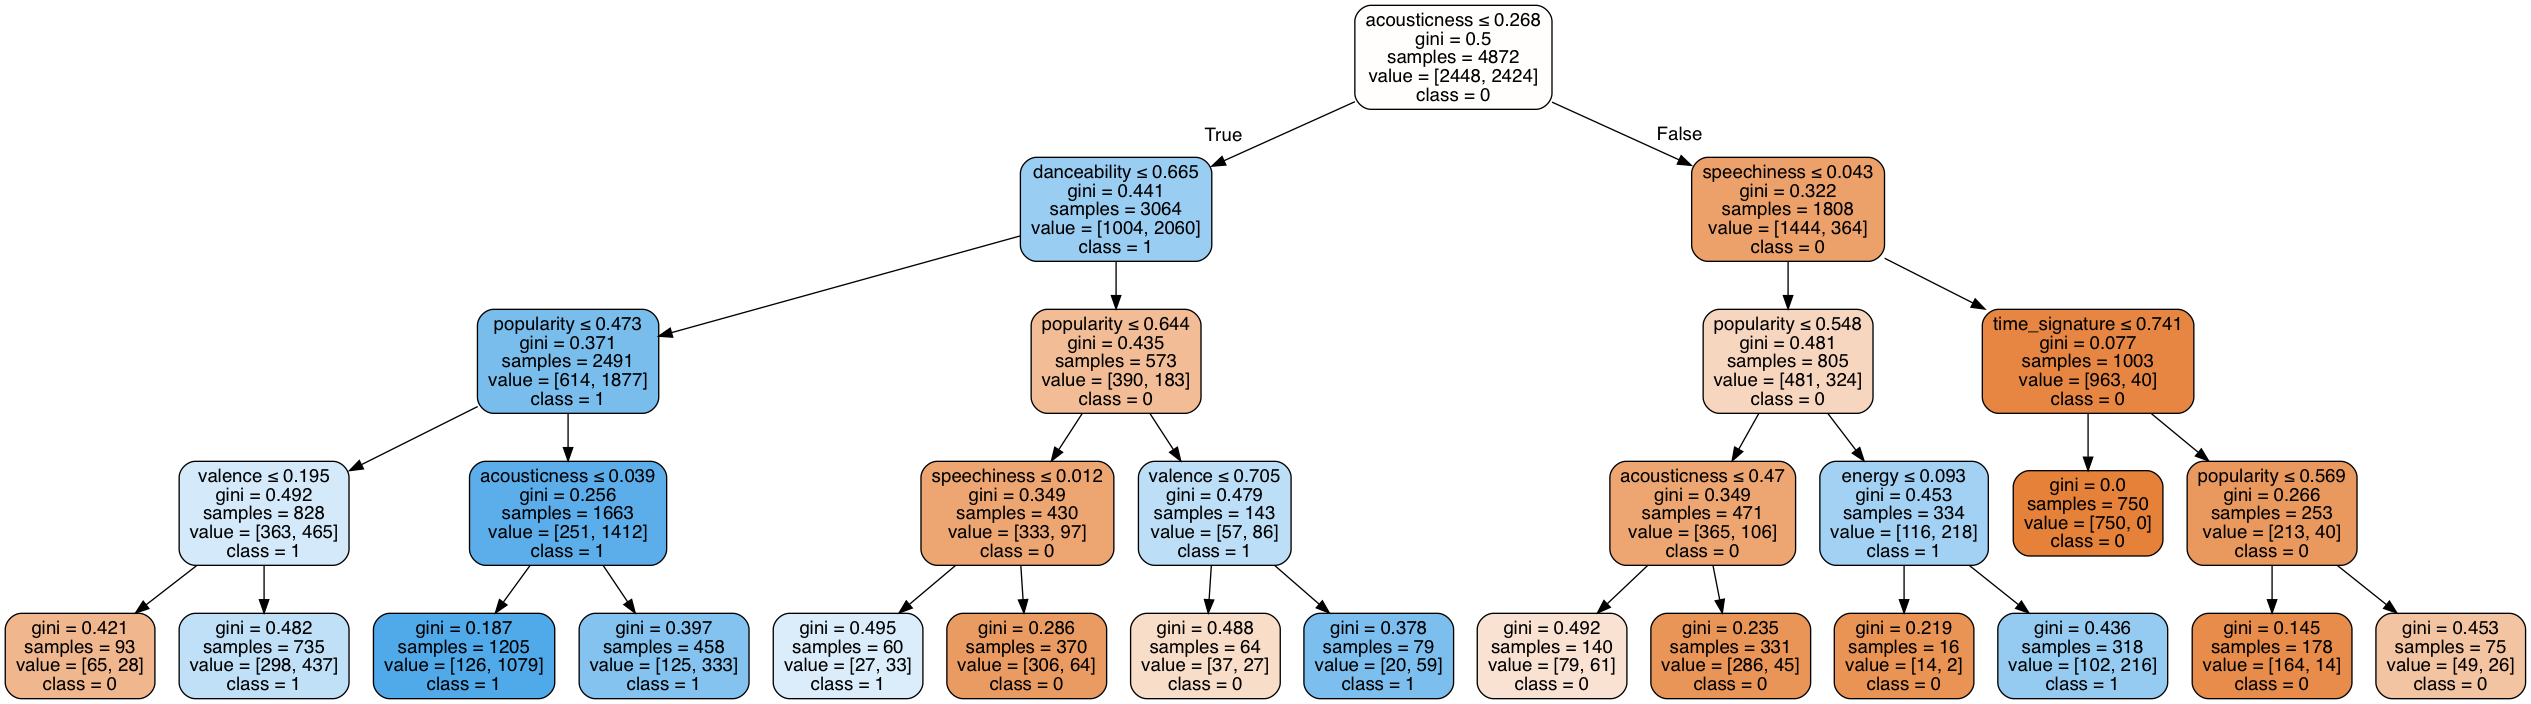 acousticness ≤ 0.268
gini = 0.5
samples = 4872
value = [2448, 2424]
class = 0
True
False
danceability ≤ 0.665
gini = 0.441
samples = 3064
value = [1004, 2060]
class = 1
speechiness ≤ 0.043
gini = 0.322
samples = 1808
value = [1444, 364]
class = 0
popularity ≤ 0.473
gini = 0.371
samples = 2491
value = [614, 1877]
class = 1
popularity ≤ 0.644
gini = 0.435
samples = 573
value = [390, 183]
class = 0
popularity ≤ 0.548
gini = 0.481
samples = 805
value = [481, 324]
class = 0
time_signature ≤ 0.741
gini = 0.077
samples = 1003
value = [963, 40]
class = 0
valence ≤ 0.195
gini = 0.492
samples = 828
value = [363, 465]
class = 1
acousticness ≤ 0.039
gini = 0.256
samples = 1663
value = [251, 1412]
class = 1
speechiness ≤ 0.012
gini = 0.349
samples = 430
value = [333, 97]
class = 0
valence ≤ 0.705
gini = 0.479
samples = 143
value = [57, 86]
class = 1
acousticness ≤ 0.47
gini = 0.349
samples = 471
value = [365, 106]
class = 0
energy ≤ 0.093
gini = 0.453
samples = 334
value = [116, 218]
class = 1
gini = 0.0
samples = 750
value = [750, 0]
class = 0
popularity ≤ 0.569
gini = 0.266
samples = 253
value = [213, 40]
class = 0
gini = 0.421
samples = 93
value = [65, 28]
class = 0
gini = 0.482
samples = 735
value = [298, 437]
class = 1
gini = 0.187
samples = 1205
value = [126, 1079]
class = 1
gini = 0.397
samples = 458
value = [125, 333]
class = 1
gini = 0.495
samples = 60
value = [27, 33]
class = 1
gini = 0.286
samples = 370
value = [306, 64]
class = 0
gini = 0.488
samples = 64
value = [37, 27]
class = 0
gini = 0.378
samples = 79
value = [20, 59]
class = 1
gini = 0.492
samples = 140
value = [79, 61]
class = 0
gini = 0.235
samples = 331
value = [286, 45]
class = 0
gini = 0.219
samples = 16
value = [14, 2]
class = 0
gini = 0.436
samples = 318
value = [102, 216]
class = 1
gini = 0.145
samples = 178
value = [164, 14]
class = 0
gini = 0.453
samples = 75
value = [49, 26]
class = 0